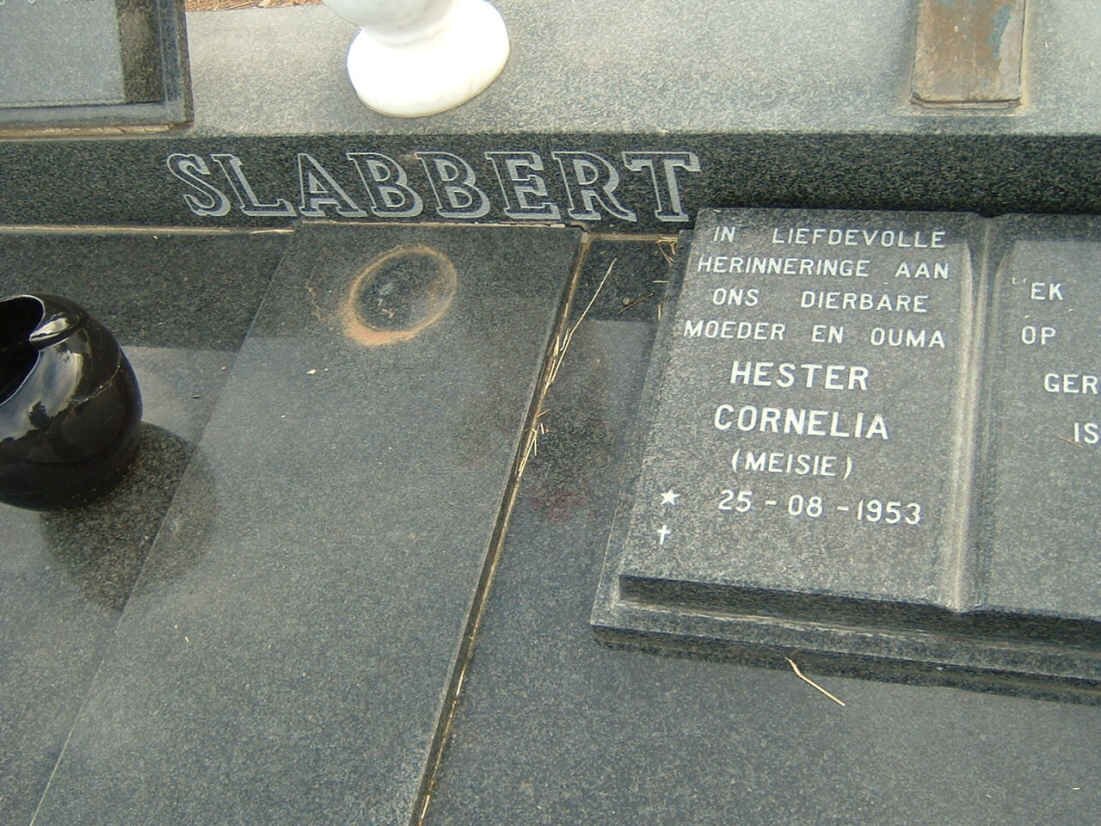 SLABBERT
IN LIEFDEVOLLE
HERINNERINGE AAN
ONS DIERBARE
MOEDER EN OUMA
HESTER
CORNELIA
(MEISIE)
★ 25-08-1953
✝
"EK
OP
GER
IS